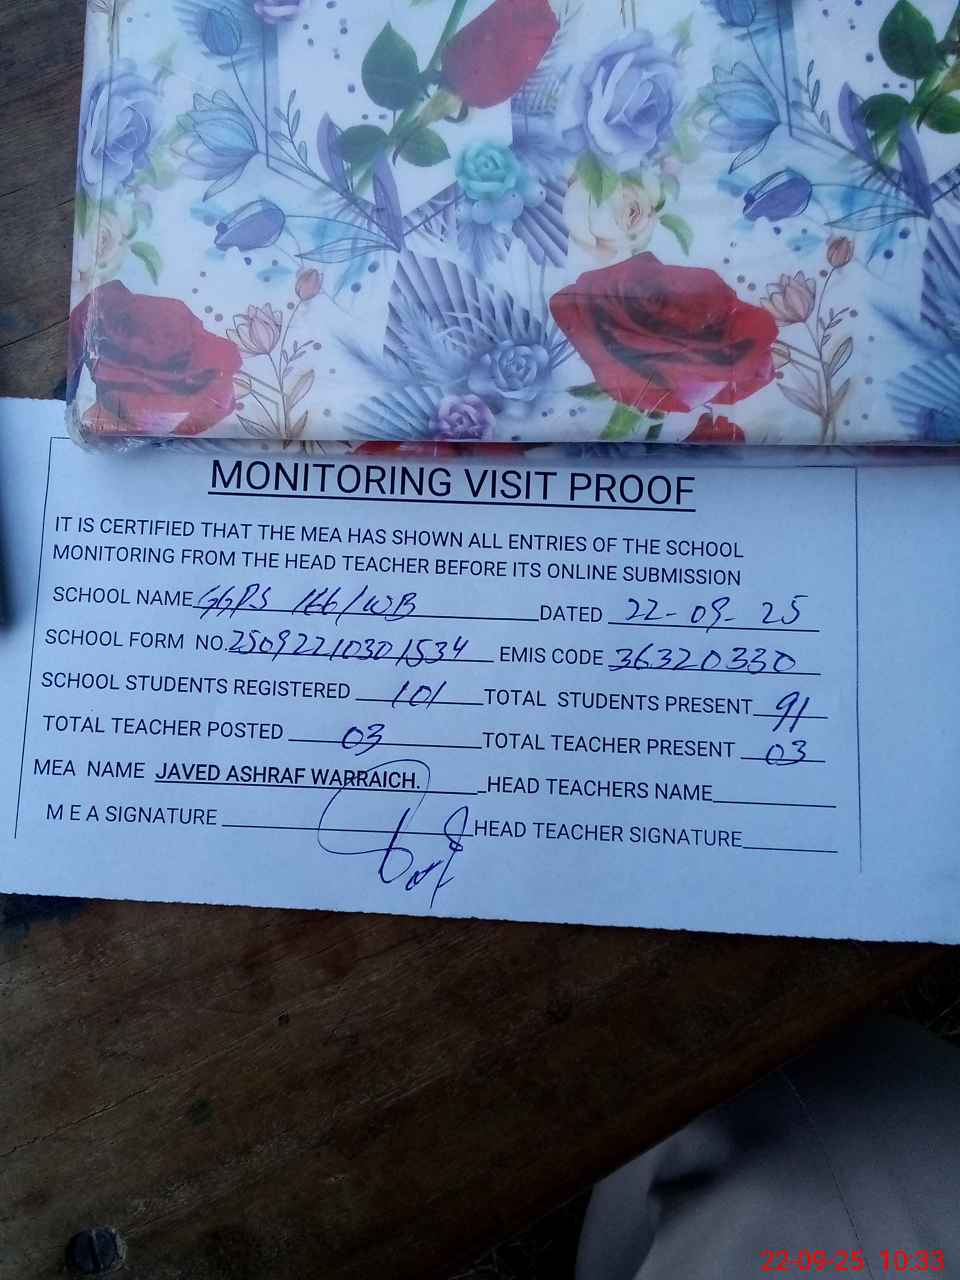 MONITORING VISIT PROOF
IT IS CERTIFIED THAT THE MEA HAS SHOWN ALL ENTRIES OF THE SCHOOL
MONITORING FROM THE HEAD TEACHER BEFORE ITS ONLINE SUBMISSION
SCHOOL NAME GGPS 166/WB DATED 22-09-25
SCHOOL FORM NO. 25092210301534 EMIS CODE 36320330
SCHOOL STUDENTS REGISTERED 101 TOTAL STUDENTS PRESENT 91
TOTAL TEACHER POSTED 03 TOTAL TEACHER PRESENT 03
MEA NAME JAVED ASHRAF WARRAICH. HEAD TEACHERS NAME
M E A SIGNATURE HEAD TEACHER SIGNATURE
22-09-25 10:33